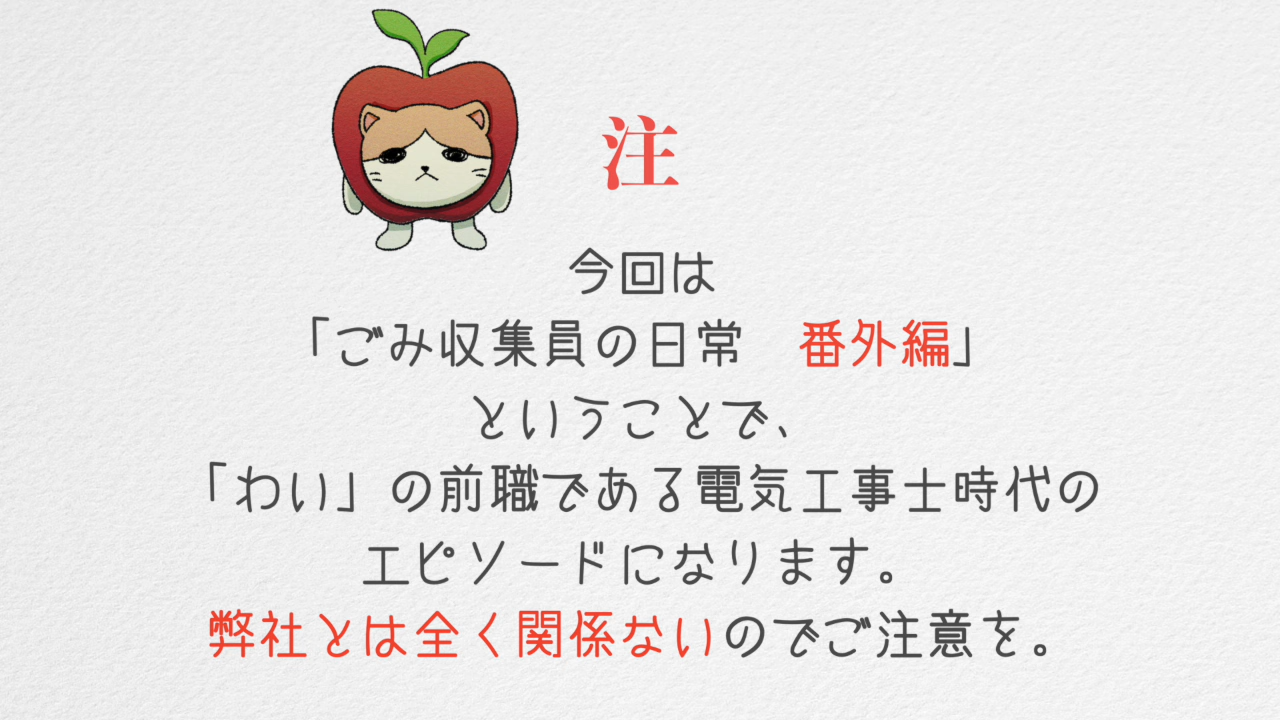 注
今回は
「ごみ収集員の日常　番外編」
ということで、
「わい」の前職である電気工事士時代の
エピソードになります。
弊社とは全く関係ないのでご注意を。